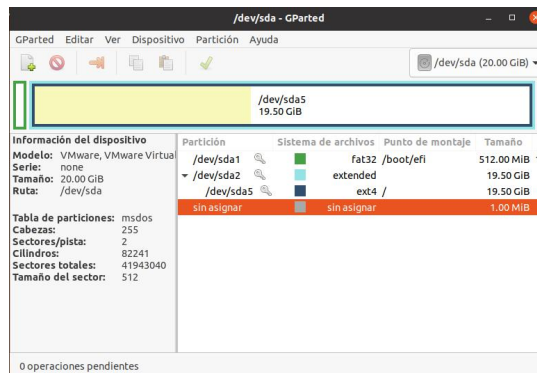 /dev/sda - GParted
GParted Editar Ver Dispositivo Partición Ayuda
/dev/sda (20.00 GiB)
/dev/sda5
19.50 GiB
Información del dispositivo
Modelo: VMware, VMware Virtual
Serie: none
Tamaño: 20.00 GiB
Ruta: /dev/sda
Tabla de particiones: msdos
Cabezas: 255
Sectores/pista: 2
Cilindros: 82241
Sectores totales: 41943040
Tamaño del sector: 512
Partición Sistema de archivos Punto de montaje Tamaño
/dev/sda1 fat32 /boot/efi 512.00 MiB
/dev/sda2 extended 19.50 GiB
/dev/sda5 ext4 / 19.50 GiB
sin asignar sin asignar 1.00 MiB
0 operaciones pendientes